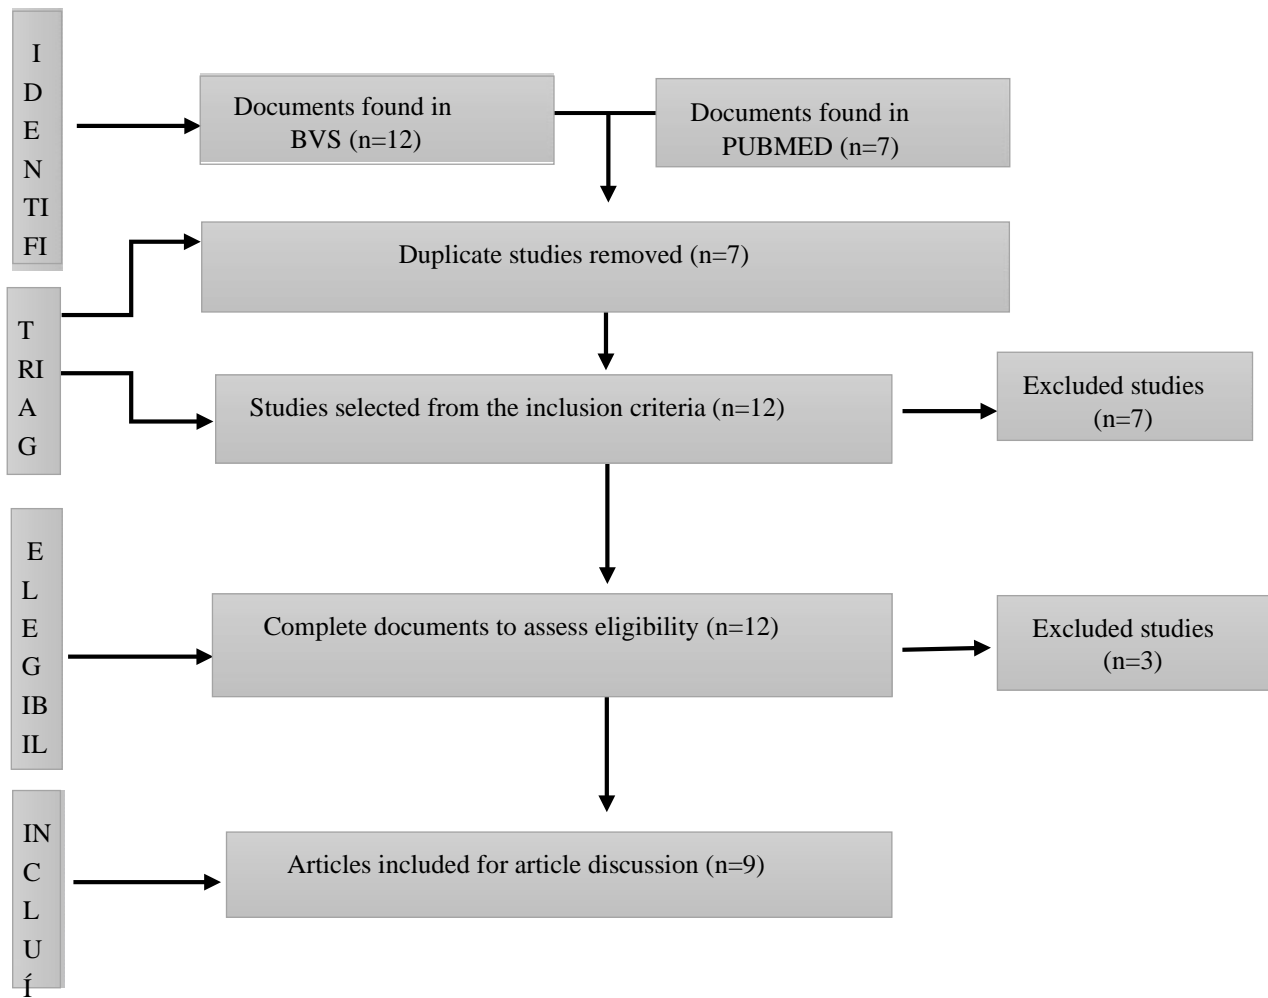 I
D
E
N
TI
FI
Documents found in
BVS (n=12)
Documents found in
PUBMED (n=7)
Duplicate studies removed (n=7)
T
RI
A
G
Studies selected from the inclusion criteria (n=12)
Excluded studies
(n=7)
E
L
E
G
IB
IL
Complete documents to assess eligibility (n=12)
Excluded studies
(n=3)
IN
C
L
U
Í
Articles included for article discussion (n=9)